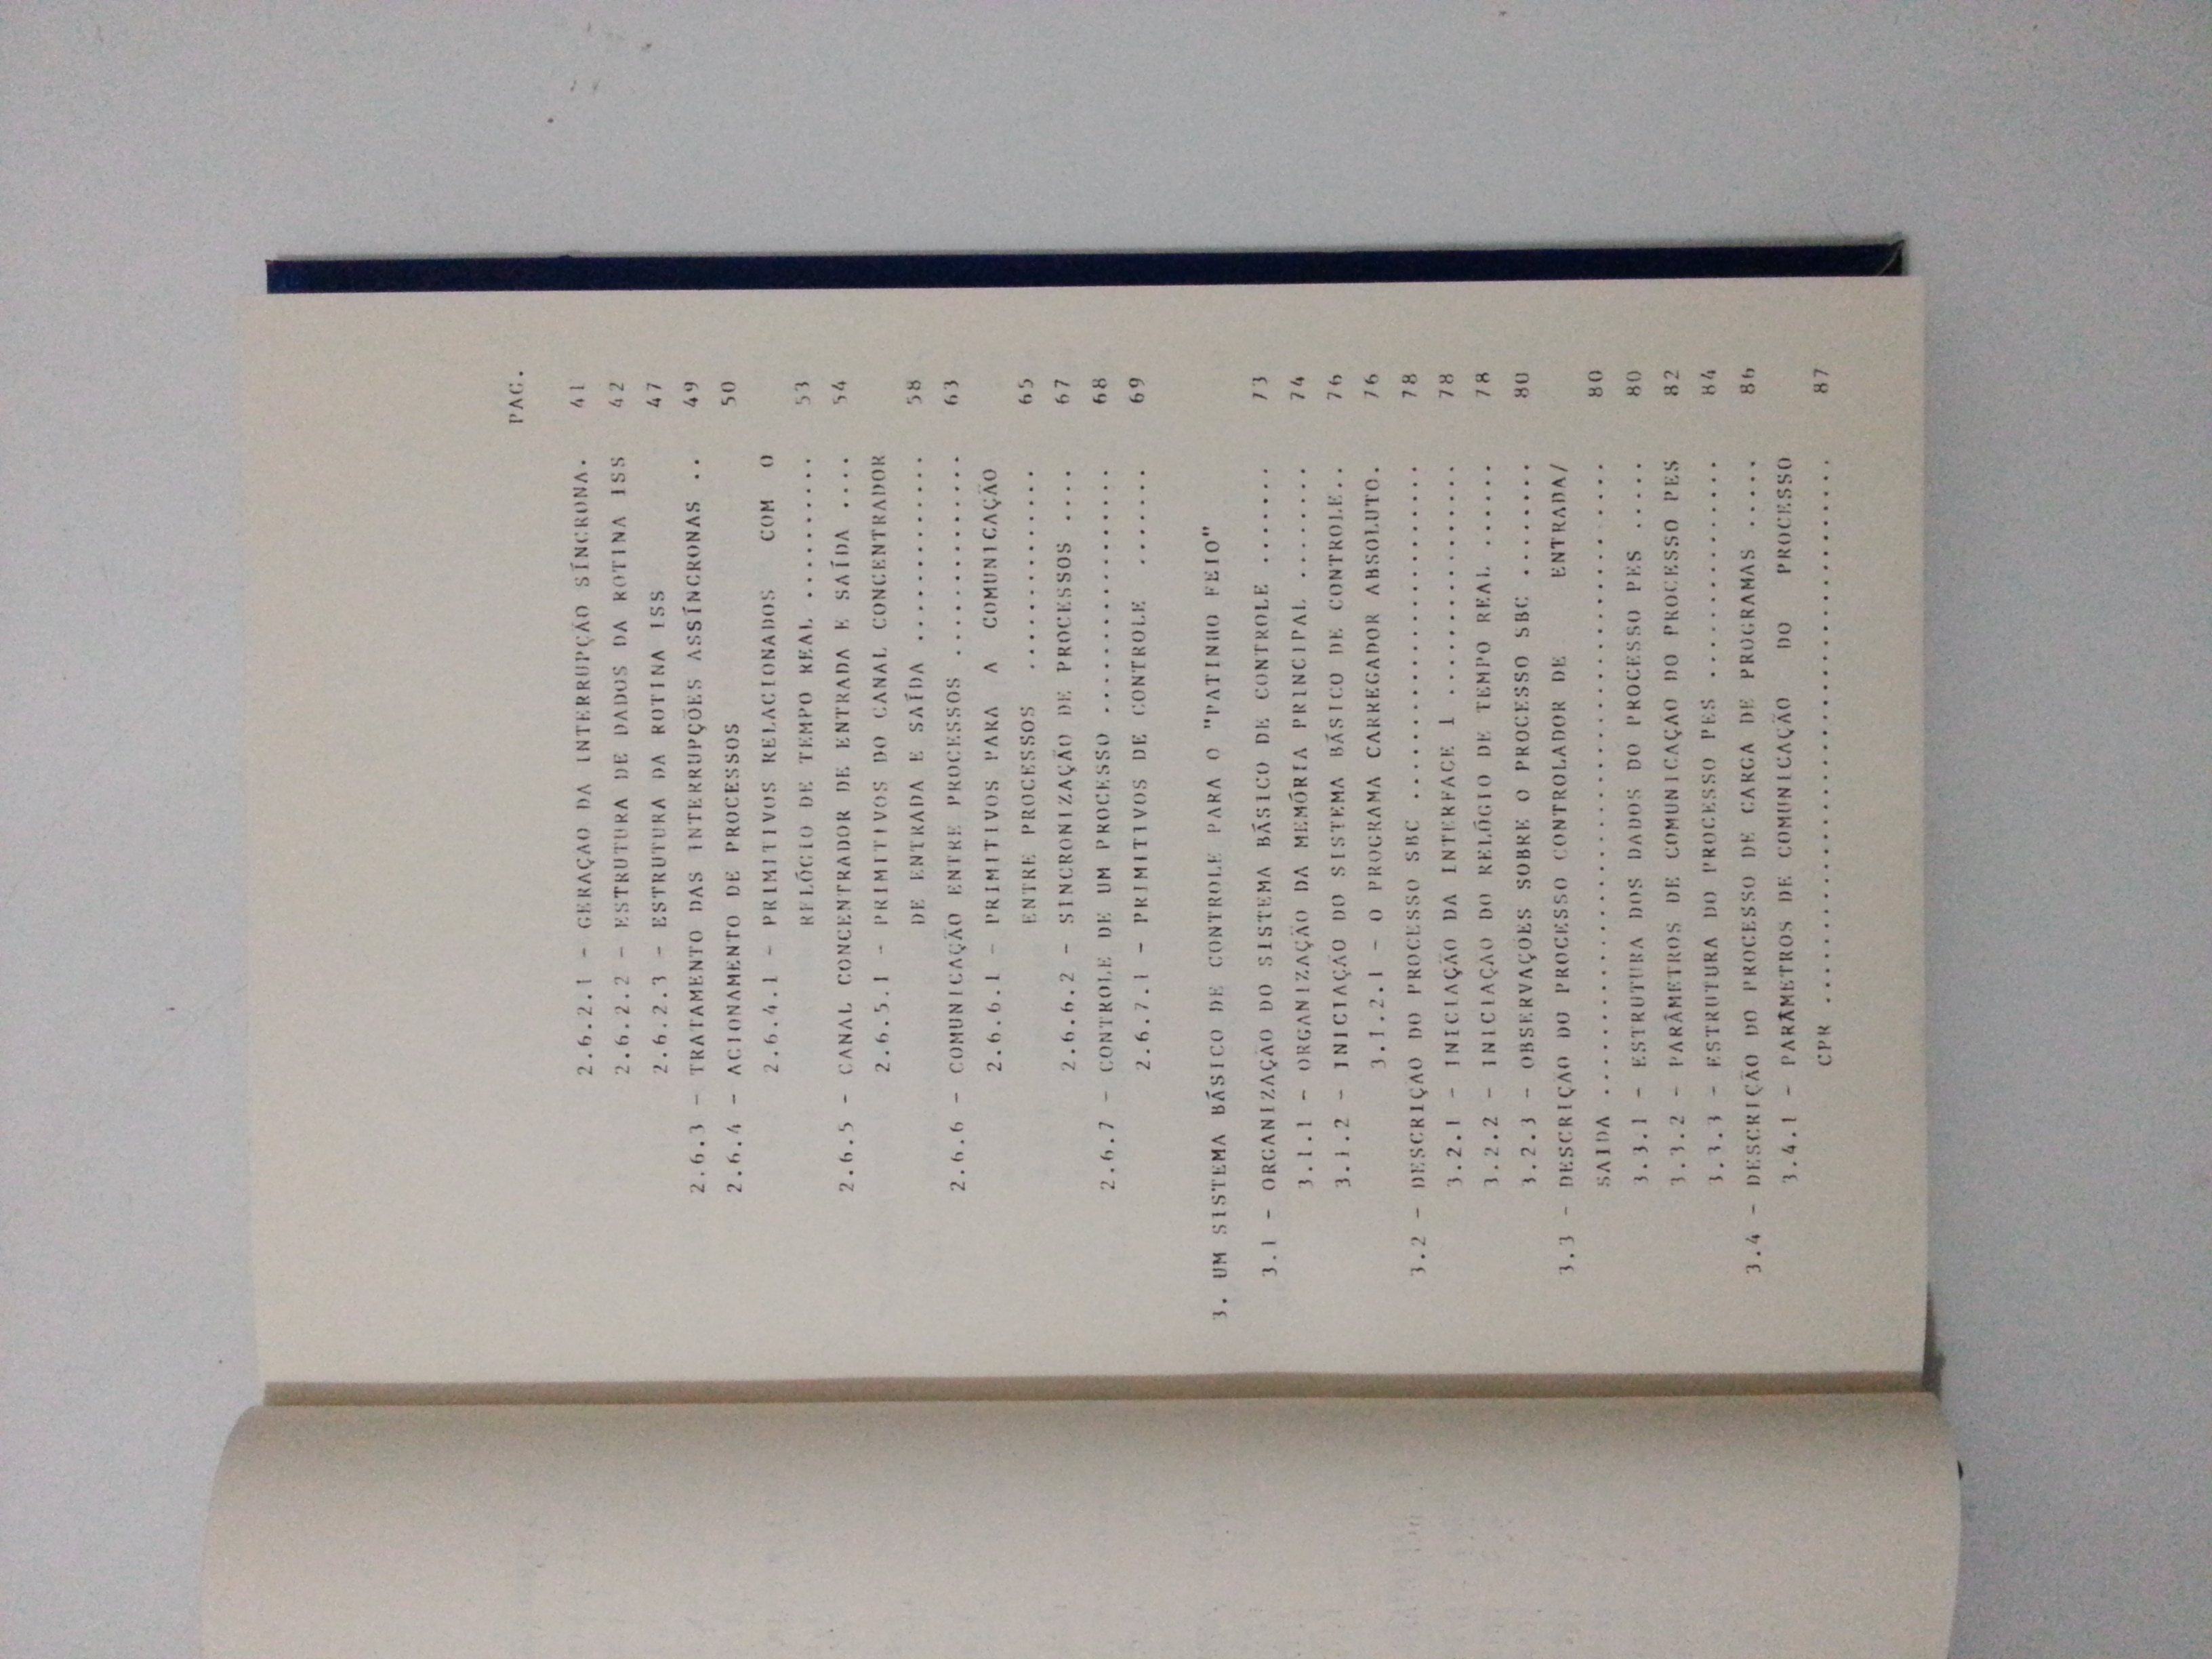 PAG.
2.6.2.1 - GERAÇÃO DA INTERRUPÇÃO SÍNCRONA. 41
2.6.2.2 - ESTRUTURA DE DADOS DA ROTINA ISS 42
2.6.2.3 - ESTRUTURA DA ROTINA ISS 47
2.6.3 - TRATAMENTO DAS INTERRUPÇÕES ASSÍNCRONAS .. 49
2.6.4 - ACIONAMENTO DE PROCESSOS 50
2.6.4.1 - PRIMITIVOS RELACIONADOS COM O
RELÓGIO DE TEMPO REAL ......... 53
2.6.5 - CANAL CONCENTRADOR DE ENTRADA E SAÍDA .... 54
2.6.5.1 - PRIMITIVOS DO CANAL CONCENTRADOR
DE ENTRADA E SAÍDA ............ 58
2.6.6 - COMUNICAÇÃO ENTRE PROCESSOS ............. 63
2.6.6.1 - PRIMITIVOS PARA A COMUNICAÇÃO
ENTRE PROCESSOS ............. 65
2.6.6.2 - SINCRONIZAÇÃO DE PROCESSOS .... 67
2.6.7 - CONTROLE DE UM PROCESSO ............... 68
2.6.7.1 - PRIMITIVOS DE CONTROLE ....... 69
3. UM SISTEMA BÁSICO DE CONTROLE PARA O "PATINHO FEIO"
3.1 - ORGANIZAÇÃO DO SISTEMA BÁSICO DE CONTROLE ....... 73
3.1.1 - ORGANIZAÇÃO DA MEMÓRIA PRINCIPAL ........ 74
3.1.2 - INICIAÇÃO DO SISTEMA BÁSICO DE CONTROLE.. 76
3.1.2.1 - O PROGRAMA CARREGADOR ABSOLUTO. 76
3.2 - DESCRIÇÃO DO PROCESSO SBC ...................... 78
3.2.1 - INICIAÇÃO DA INTERFACE 1 ................ 78
3.2.2 - INICIAÇÃO DO RELÓGIO DE TEMPO REAL ...... 78
3.2.3 - OBSERVAÇÕES SOBRE O PROCESSO SBC ........ 80
3.3 - DESCRIÇÃO DO PROCESSO CONTROLADOR DE ENTRADA/
SAIDA ......................................... 80
3.3.1 - ESTRUTURA DOS DADOS DO PROCESSO PES ..... 80
3.3.2 - PARÂMETROS DE COMUNICAÇÃO DO PROCESSO PES 82
3.3.3 - ESTRUTURA DO PROCESSO PES .............. 84
3.4 - DESCRIÇÃO DO PROCESSO DE CARGA DE PROGRAMAS ..... 86
3.4.1 - PARÂMETROS DE COMUNICAÇÃO DO PROCESSO
CPR ..................................... 87